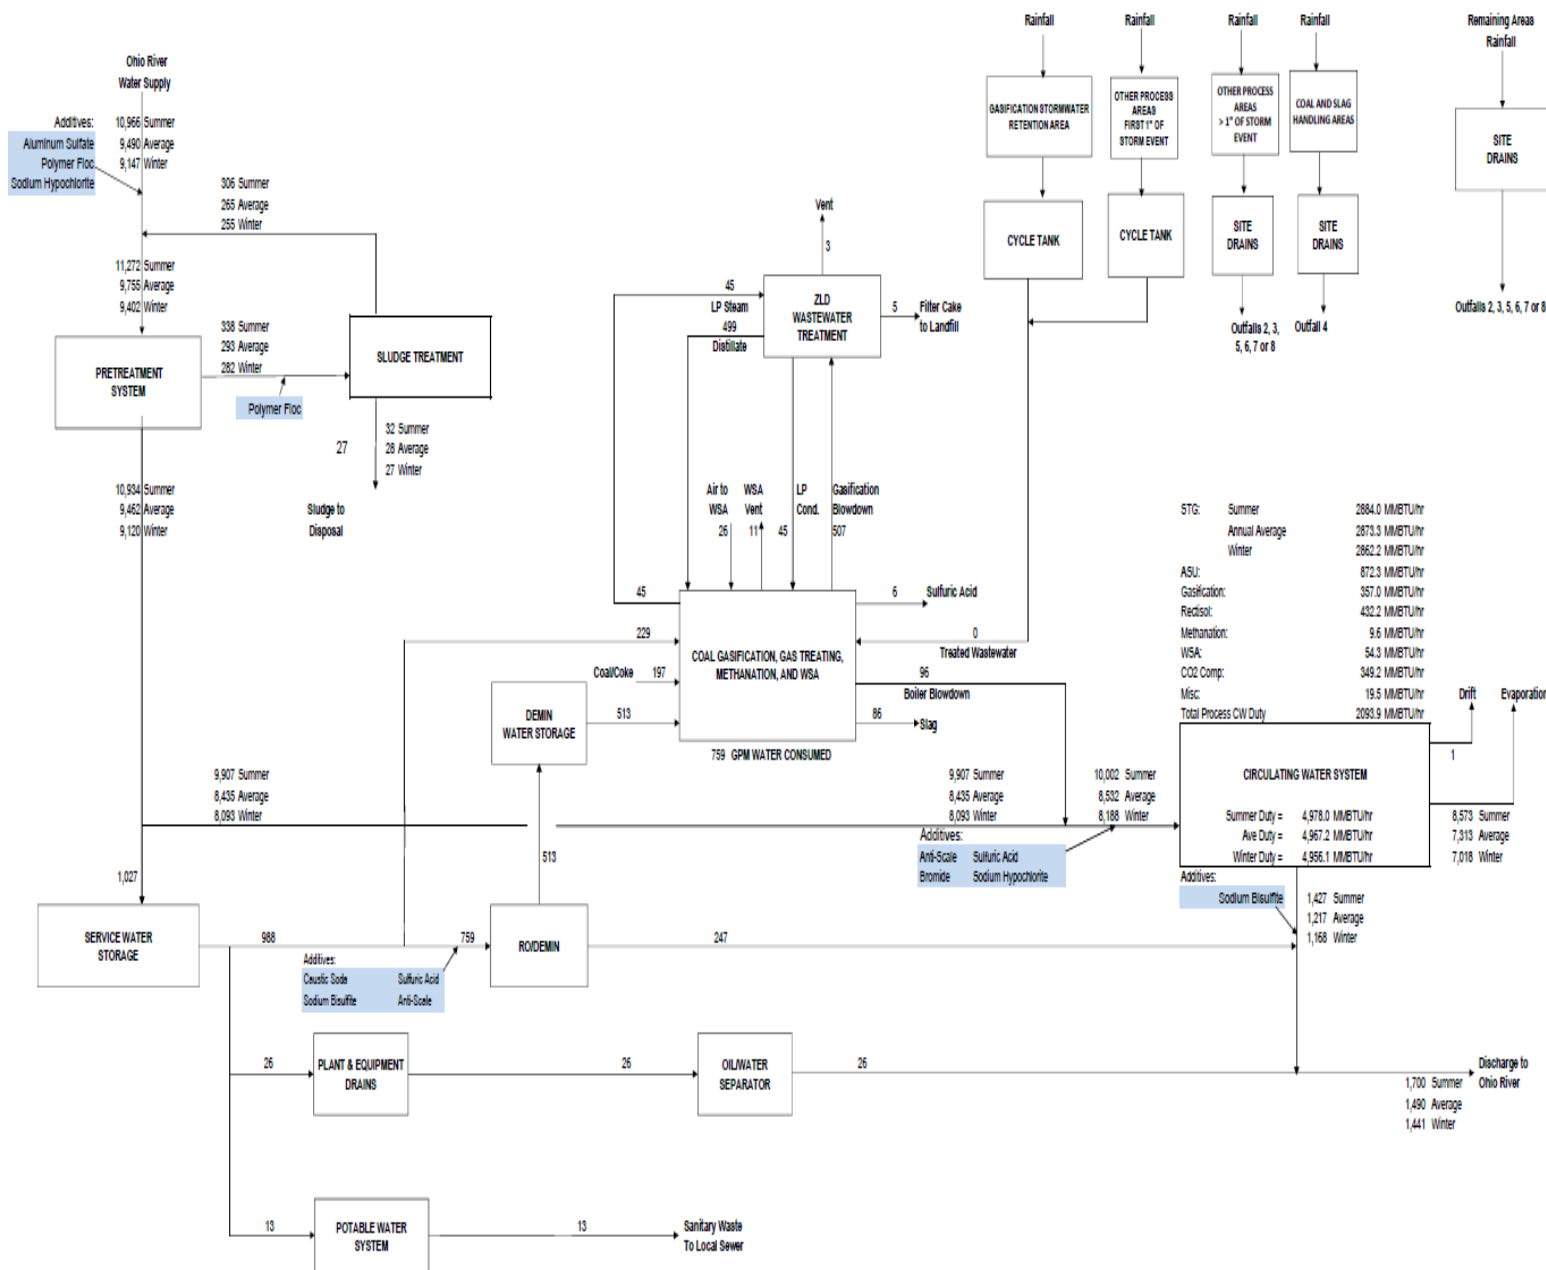 Rainfall
Rainfall
Rainfall
Rainfall
Remaining Areas
Rainfall
Ohio River
Water Supply
Additives:
Aluminum Sulfate
Polymer Floc
Sodium Hypochlorite
10,966 Summer
9,490 Average
9,147 Winter
306 Summer
265 Average
255 Winter
11,272 Summer
9,755 Average
9,402 Winter
338 Summer
293 Average
282 Winter
PRETREATMENT
SYSTEM
SLUDGE TREATMENT
Polymer Floc
27
32 Summer
28 Average
27 Winter
Sludge to
Disposal
10,934 Summer
9,462 Average
9,120 Winter
GASIFICATION STORMWATER
RETENTION AREA
OTHER PROCESS
AREAS
FIRST 1" OF
STORM EVENT
OTHER PROCESS
AREAS
> 1" OF STORM
EVENT
COAL AND SLAG
HANDLING AREAS
SITE
DRAINS
CYCLE TANK
CYCLE TANK
SITE
DRAINS
SITE
DRAINS
Outfalls 2, 3,
5, 6, 7 or 8
Outfall 4
Outfalls 2, 3, 5, 6, 7 or 8
Vent
3
45
LP Steam
499
Distillate
ZLD
WASTEWATER
TREATMENT
5
Filter Cake
to Landfill
Air to
WSA
26
WSA
Vent
11
LP
Cond.
45
Gasification
Blowdown
507
45
229
Coal/Coke
197
513
COAL GASIFICATION, GAS TREATING,
METHANATION, AND WSA
759 GPM WATER CONSUMED
6
Sulfuric Acid
0
Treated Wastewater
96
Boiler Blowdown
86
Slag
DEMIN
WATER STORAGE
STG: Summer 2884.0 MMBTU/hr
Annual Average 2873.3 MMBTU/hr
Winter 2862.2 MMBTU/hr
ASU: 872.3 MMBTU/hr
Gasification: 357.0 MMBTU/hr
Rectisol: 432.2 MMBTU/hr
Methanation: 9.6 MMBTU/hr
WSA: 54.3 MMBTU/hr
CO2 Comp: 349.2 MMBTU/hr
Misc: 19.5 MMBTU/hr
Total Process CW Duty 2093.9 MMBTU/hr
Drift
Evaporation
1
CIRCULATING WATER SYSTEM
Summer Duty = 4,978.0 MMBTU/hr
Ave Duty = 4,967.2 MMBTU/hr
Winter Duty = 4,956.1 MMBTU/hr
8,573 Summer
7,313 Average
7,018 Winter
9,907 Summer
8,435 Average
8,093 Winter
9,907 Summer
8,435 Average
8,093 Winter
10,002 Summer
8,532 Average
8,188 Winter
Additives:
Anti-Scale Sulfuric Acid
Bromide Sodium Hypochlorite
Additives:
Sodium Bisulfite
1,427 Summer
1,217 Average
1,168 Winter
513
1,027
SERVICE WATER
STORAGE
988
759
Additives:
Caustic Soda Sulfuric Acid
Sodium Bisulfite Anti-Scale
RO/DEMIN
247
26
PLANT & EQUIPMENT
DRAINS
26
OIL/WATER
SEPARATOR
26
Discharge to
Ohio River
1,700 Summer
1,490 Average
1,441 Winter
13
POTABLE WATER
SYSTEM
13
Sanitary Waste
To Local Sewer